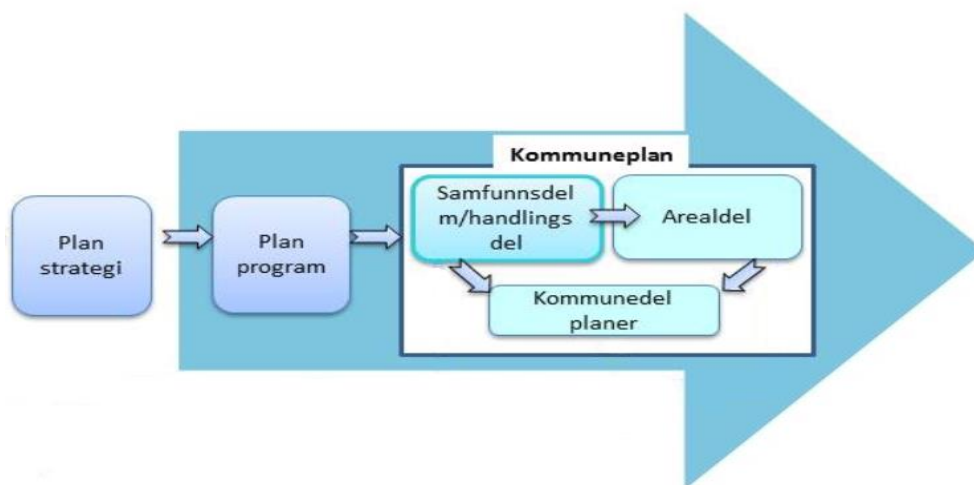 Kommuneplan
Plan
strategi
Plan
program
Samfunnsdel
m/handlings
del
Arealdel
Kommunedel
planer